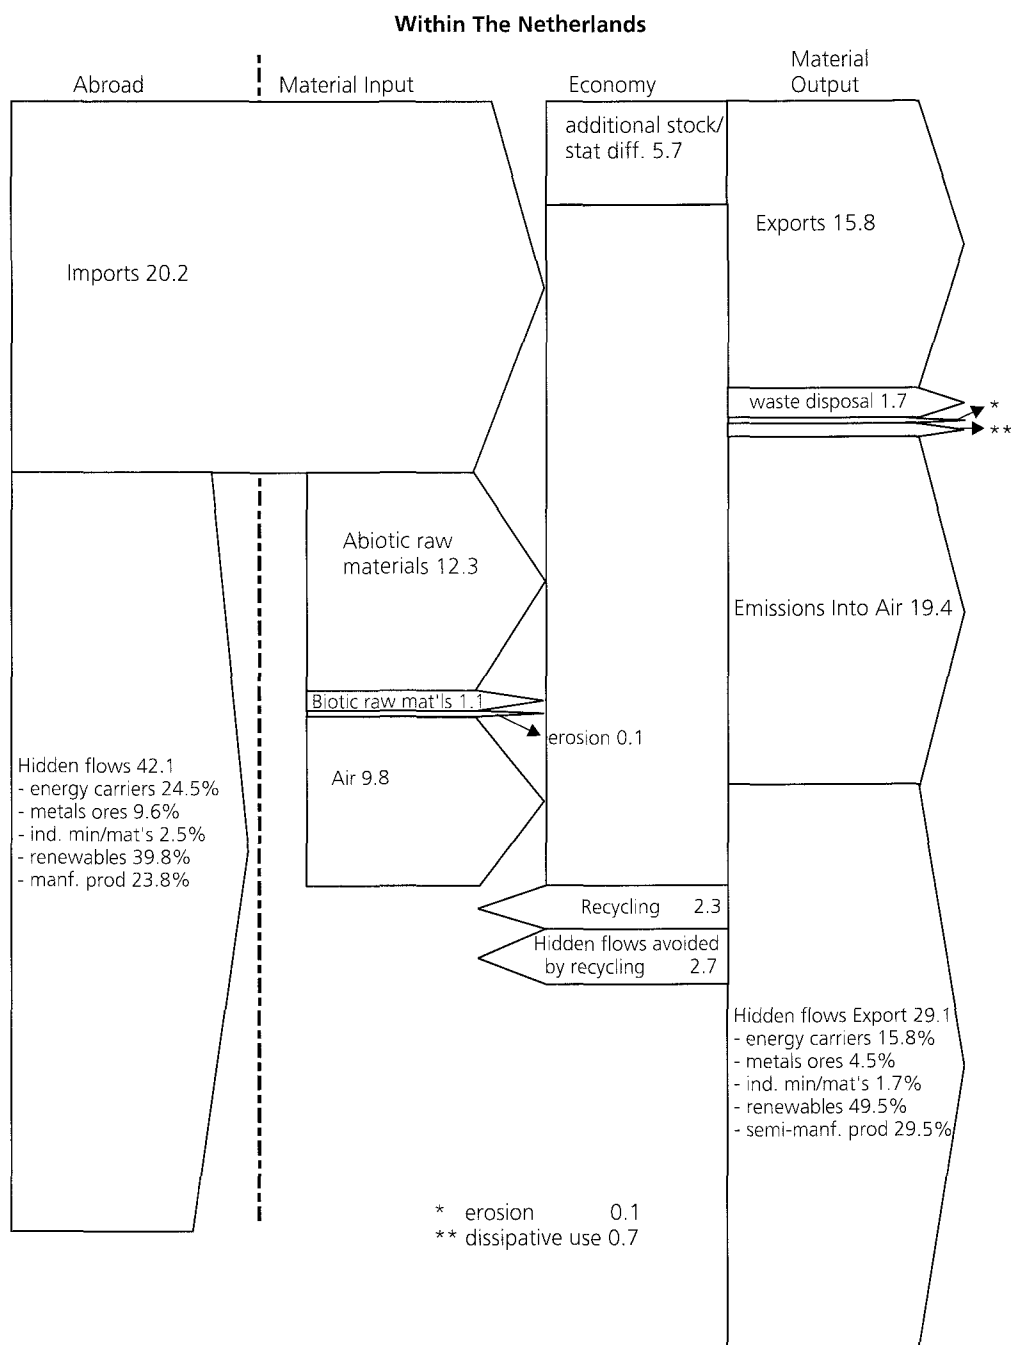 Within The Netherlands
Abroad
Material Input
Economy
Material
Output
additional stock/
stat diff. 5.7
Exports 15.8
Imports 20.2
waste disposal 1.7
*
**
Abiotic raw
materials 12.3
Emissions Into Air 19.4
Biotic raw mat'ls 1.1
erosion 0.1
Air 9.8
Hidden flows 42.1
- energy carriers 24.5%
- metals ores 9.6%
- ind. min/mat's 2.5%
- renewables 39.8%
- manf. prod 23.8%
Recycling 2.3
Hidden flows avoided
by recycling 2.7
Hidden flows Export 29.1
- energy carriers 15.8%
- metals ores 4.5%
- ind. min/mat's 1.7%
- renewables 49.5%
- semi-manf. prod 29.5%
* erosion 0.1
** dissipative use 0.7